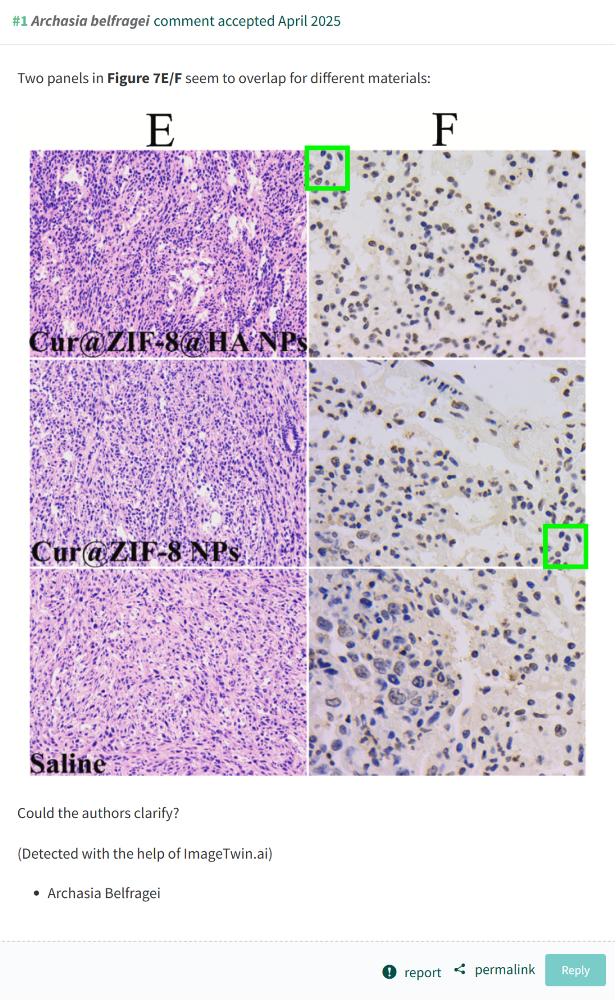 #1 Archasia belfragei comment accepted April 2025
Two panels in Figure 7E/F seem to overlap for different materials:
E F
Cur@ZIF-8@HA NPs
Cur@ZIF-8 NPs
Saline
Could the authors clarify?
(Detected with the help of ImageTwin.ai)
• Archasia Belfragei
report permalink Reply